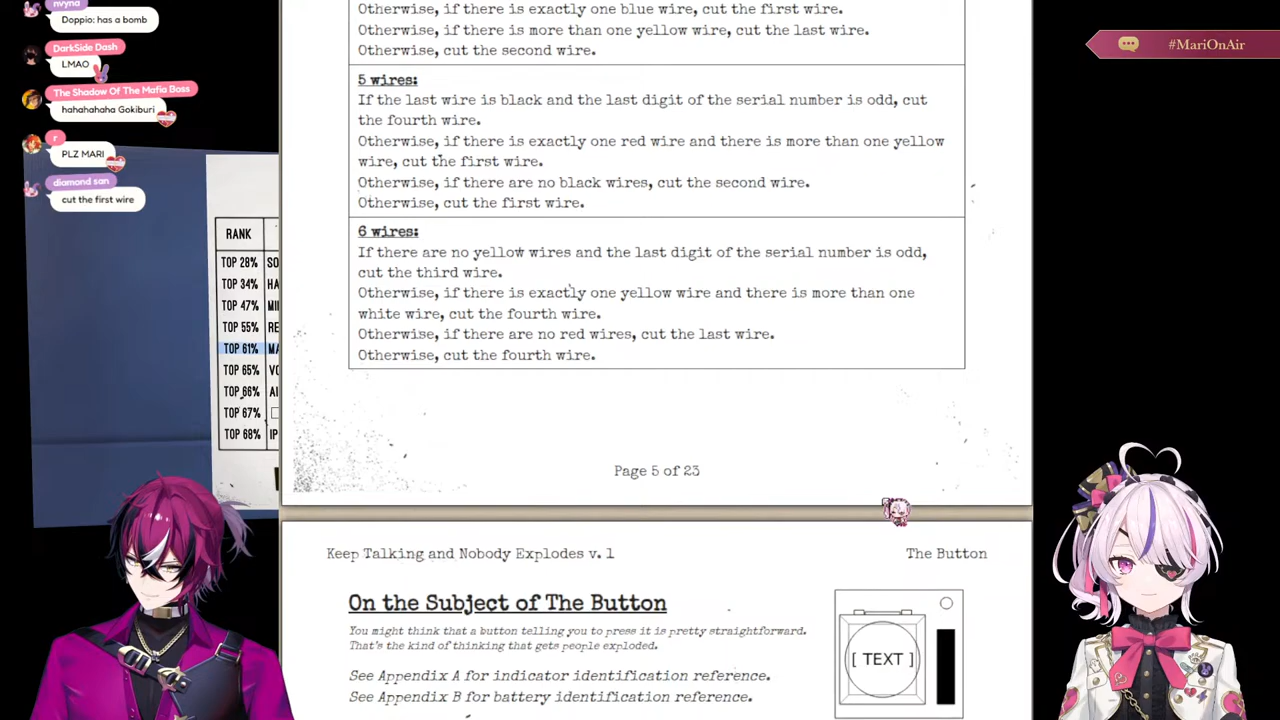 nvyna
Doppio: has a bomb
DarkSide Dash
LMAO
The Shadow Of The Mafia Boss
hahahahaha Gokiburi
r
PLZ MARI
diamond san
cut the first wire
#MariOnAir
RANK
TOP 28% SO
TOP 34% HA
TOP 47% MI
TOP 55% RE
TOP 61% MA
TOP 65% VO
TOP 66% AI
TOP 67%
TOP 68% IP
Otherwise, if there is exactly one blue wire, cut the first wire.
Otherwise, if there is more than one yellow wire, cut the last wire.
Otherwise, cut the second wire.
5 wires:
If the last wire is black and the last digit of the serial number is odd, cut
the fourth wire.
Otherwise, if there is exactly one red wire and there is more than one yellow
wire, cut the first wire.
Otherwise, if there are no black wires, cut the second wire.
Otherwise, cut the first wire.
6 wires:
If there are no yellow wires and the last digit of the serial number is odd,
cut the third wire.
Otherwise, if there is exactly one yellow wire and there is more than one
white wire, cut the fourth wire.
Otherwise, if there are no red wires, cut the last wire.
Otherwise, cut the fourth wire.
Page 5 of 23
Keep Talking and Nobody Explodes v. 1 The Button
On the Subject of The Button
You might think that a button telling you to press it is pretty straightforward.
That's the kind of thinking that gets people exploded.
See Appendix A for indicator identification reference.
See Appendix B for battery identification reference.
[ TEXT ]